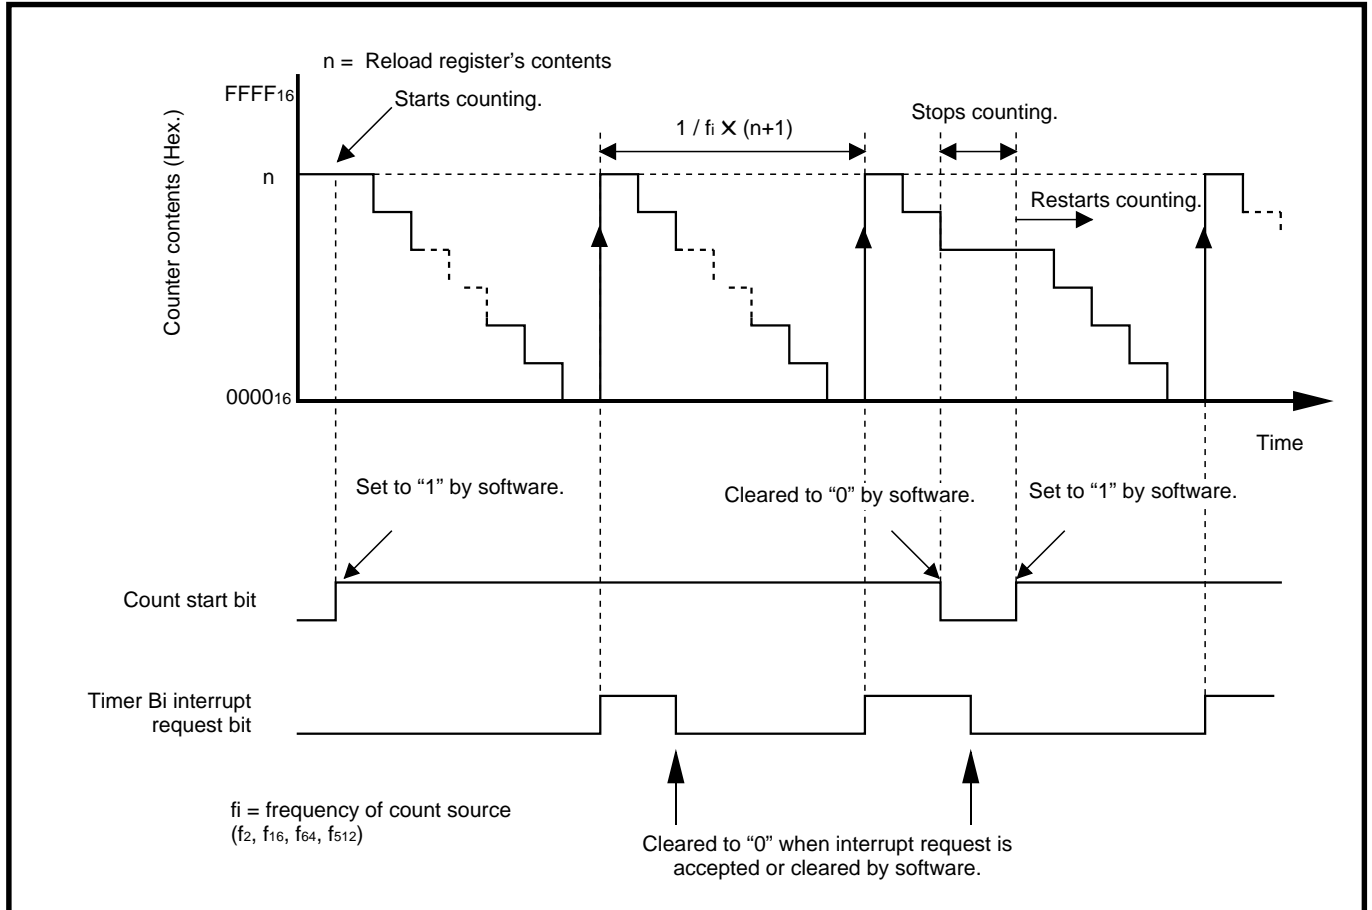 n = Reload register’s contents
FFFF16
Starts counting.
Counter contents (Hex.)
1 / fi ✕ (n+1)
Stops counting.
n
Restarts counting.
000016
Time
Set to “1” by software.
Cleared to “0” by software.
Set to “1” by software.
Count start bit
Timer Bi interrupt
request bit
fi = frequency of count source
(f2, f16, f64, f512)
Cleared to “0” when interrupt request is
accepted or cleared by software.